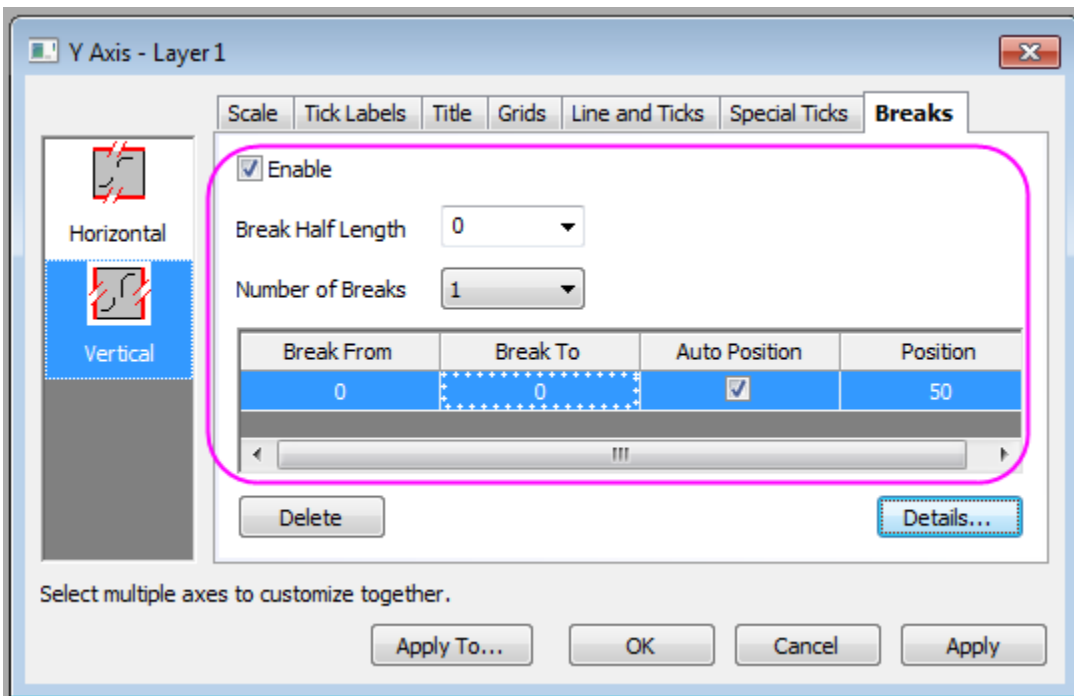 Y Axis - Layer 1
Scale Tick Labels Title Grids Line and Ticks Special Ticks Breaks
Horizontal
Vertical
Enable
Break Half Length 0
Number of Breaks 1
Break From Break To Auto Position Position
0 0 50
Delete Details...
Select multiple axes to customize together.
Apply To... OK Cancel Apply